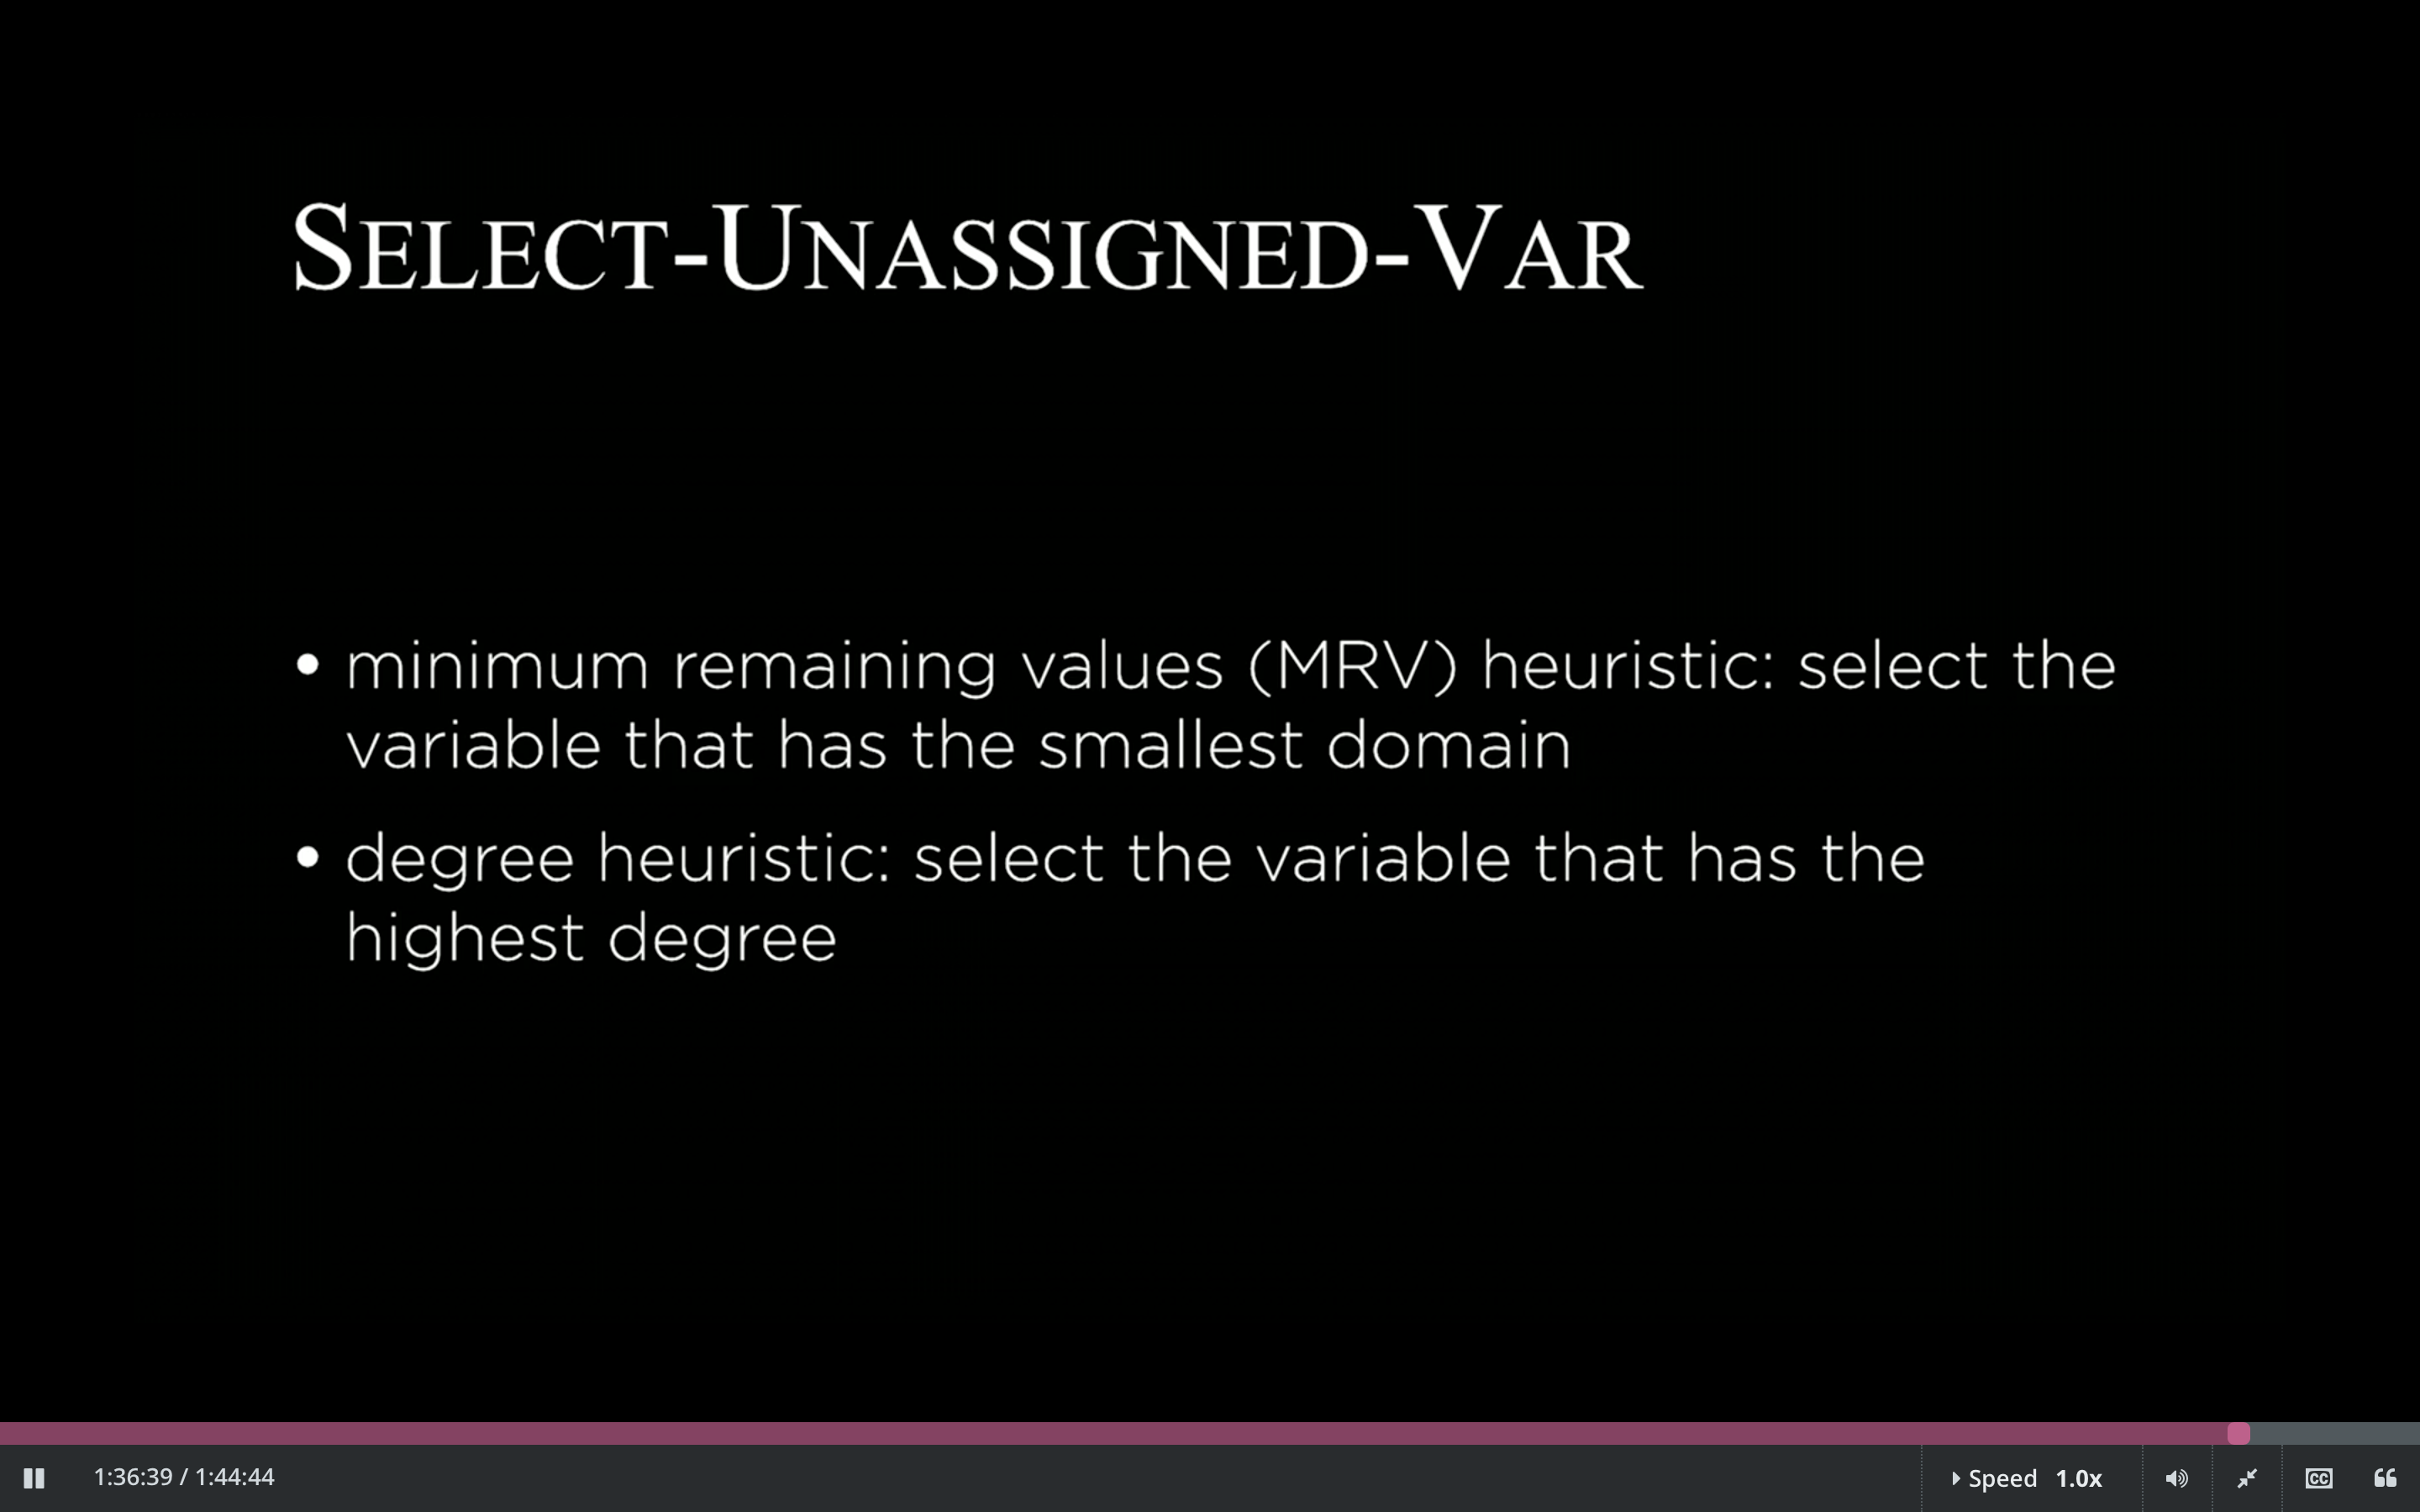 SELECT-UNASSIGNED-VAR
• minimum remaining values (MRV) heuristic: select the
variable that has the smallest domain
• degree heuristic: select the variable that has the
highest degree
1:36:39 / 1:44:44
Speed 1.0x
CC